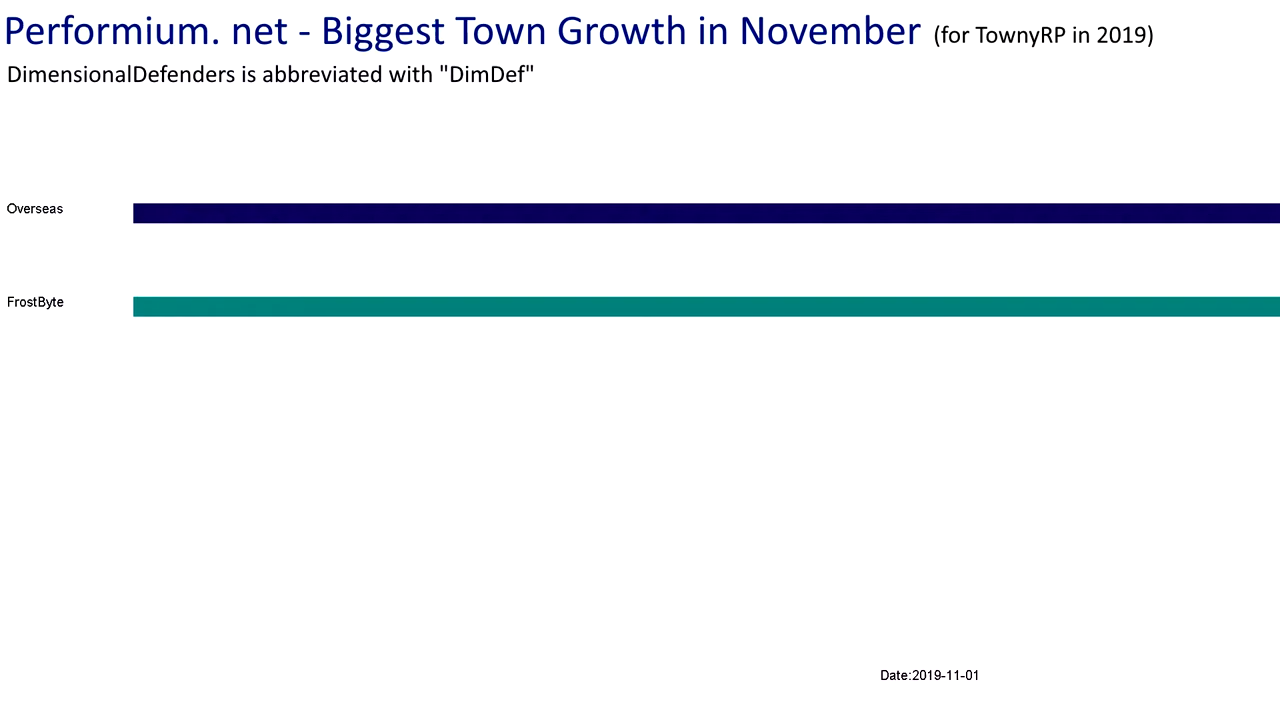 Performium. net - Biggest Town Growth in November (for TownyRP in 2019)
DimensionalDefenders is abbreviated with "DimDef"
Overseas
FrostByte
Date:2019-11-01